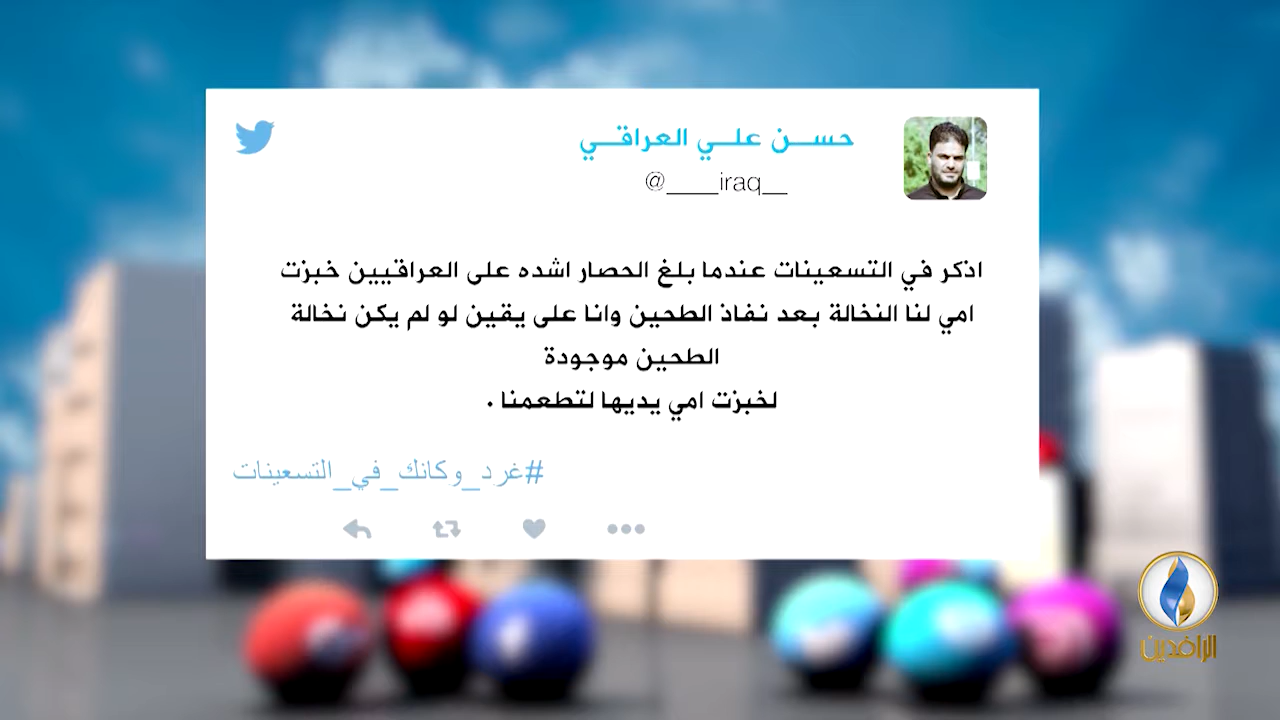 حســـن علـــي العراقـــي
@____iraq__
اذكر في التسعينات عندما بلغ الحصار اشده على العراقيين خبزت
امي لنا النخالة بعد نفاذ الطحين وانا على يقين لو لم يكن نخالة
الطحين موجودة
لخبزت امي يديها لتطعمنا .
#غرد_وكانك_في_التسعينات
الرافدين